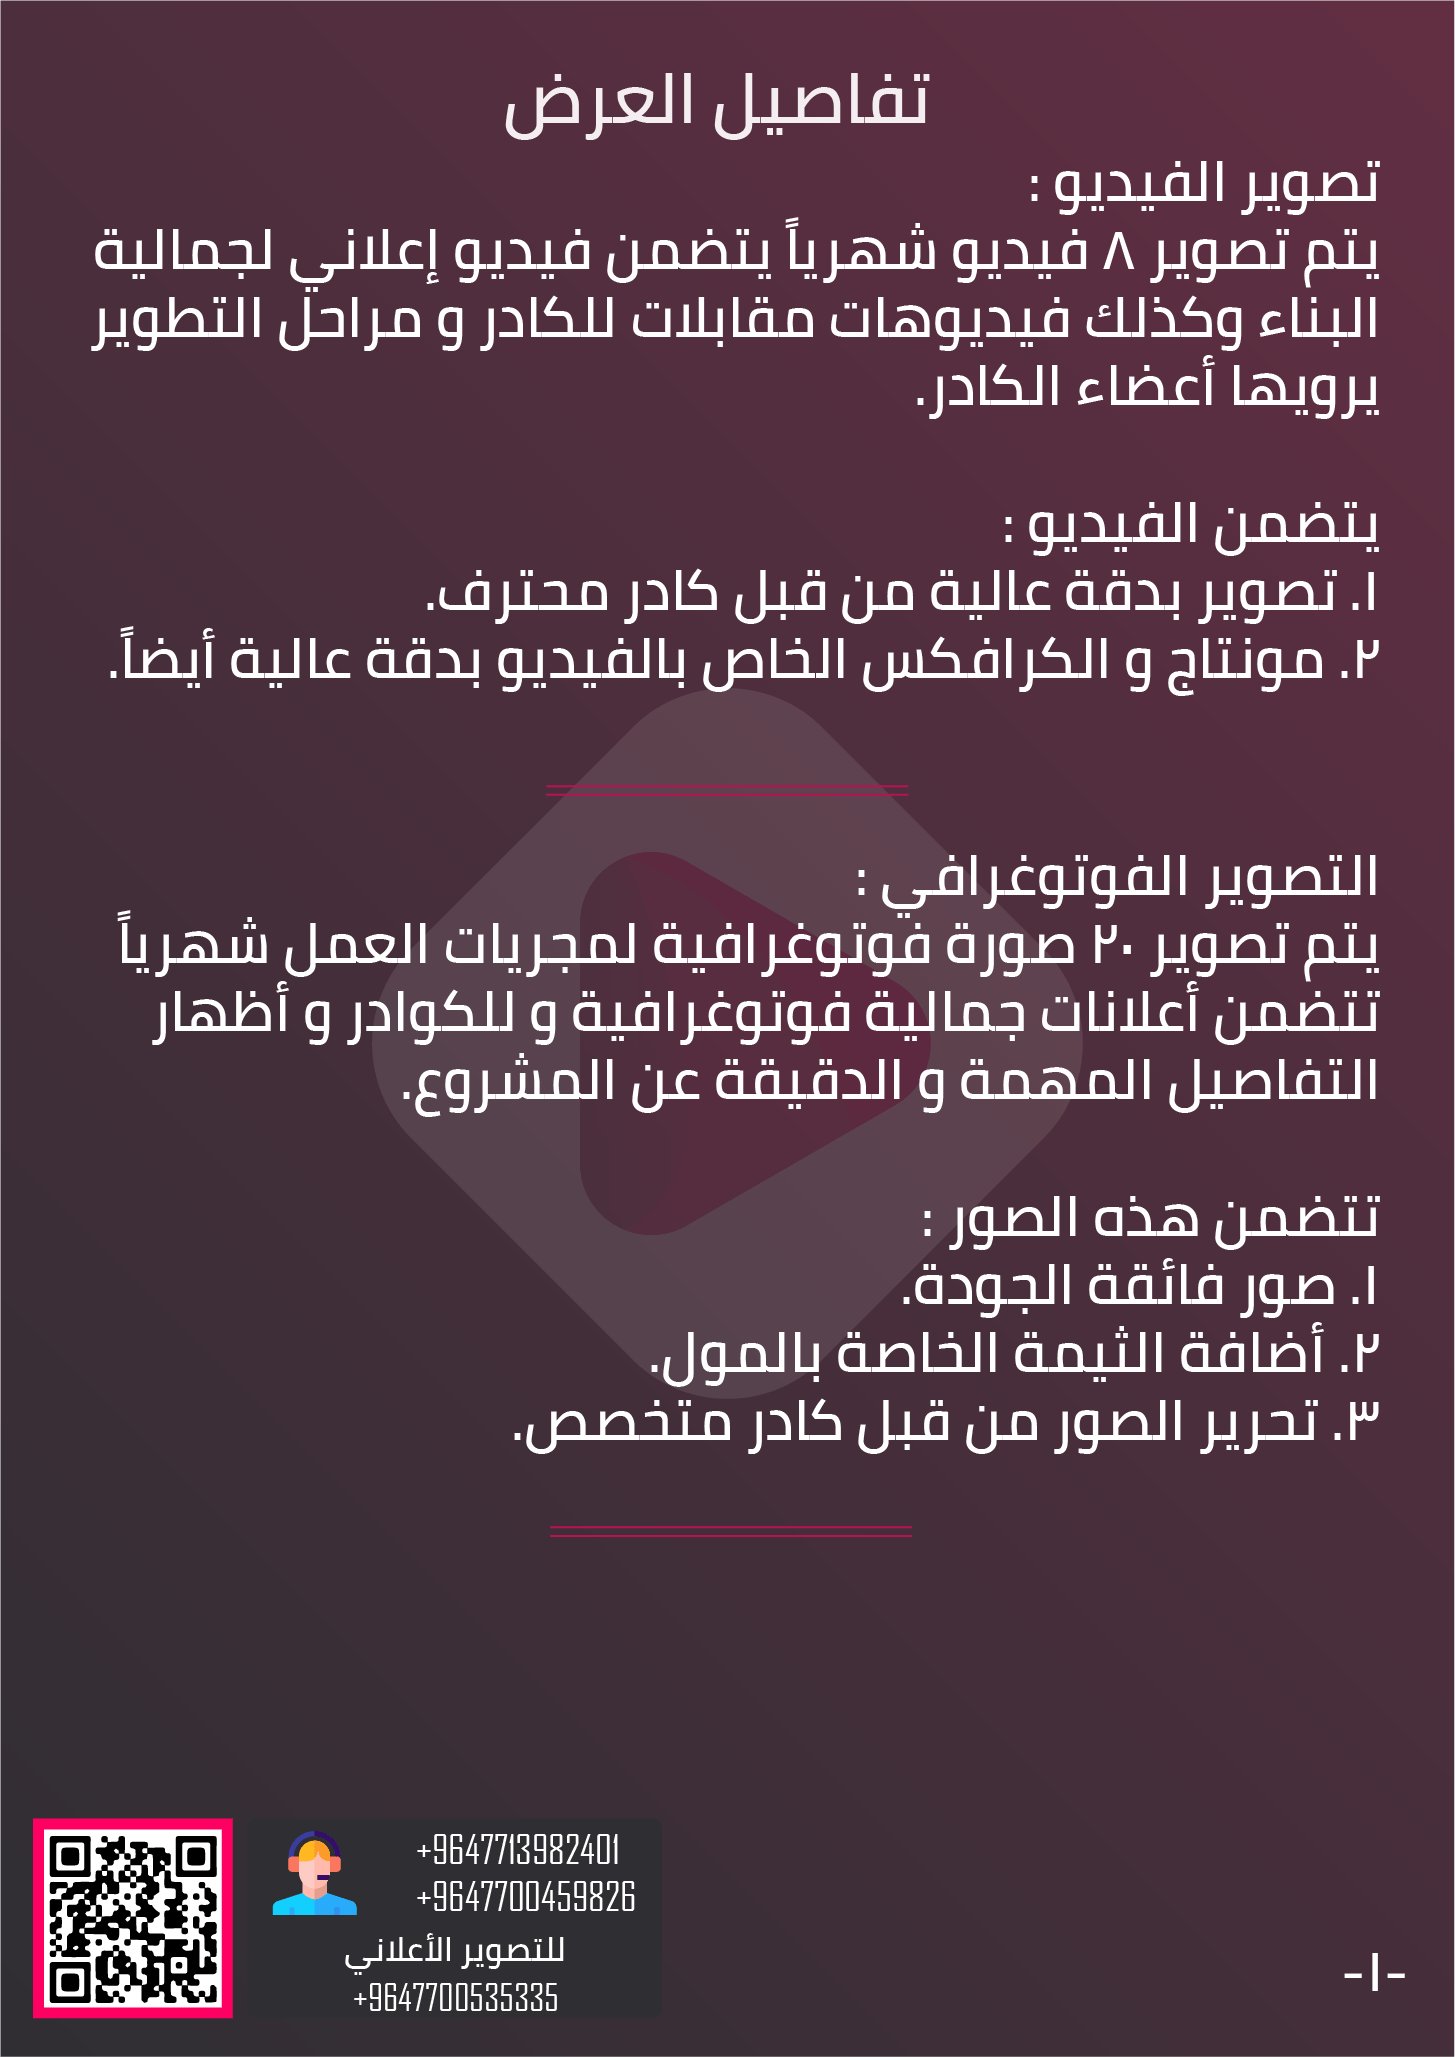 تفاصيل العرض
تصوير الفيديو :
يتم تصوير ٨ فيديو شهرياً يتضمن فيديو إعلاني لجمالية
البناء وكذلك فيديوهات مقابلات للكادر و مراحل التطوير
يرويها أعضاء الكادر.
يتضمن الفيديو :
١. تصوير بدقة عالية من قبل كادر محترف.
٢. مونتاج و الكرافكس الخاص بالفيديو بدقة عالية أيضاً.
التصوير الفوتوغرافي :
يتم تصوير ٢٠ صورة فوتوغرافية لمجريات العمل شهرياً
تتضمن أعلانات جمالية فوتوغرافية و للكوادر و أظهار
التفاصيل المهمة و الدقيقة عن المشروع.
تتضمن هذه الصور :
١. صور فائقة الجودة.
٢. أضافة الثيمة الخاصة بالمول.
٣. تحرير الصور من قبل كادر متخصص.
+9647713982401
+9647700459826
للتصوير الأعلاني
+9647700535335
-١-